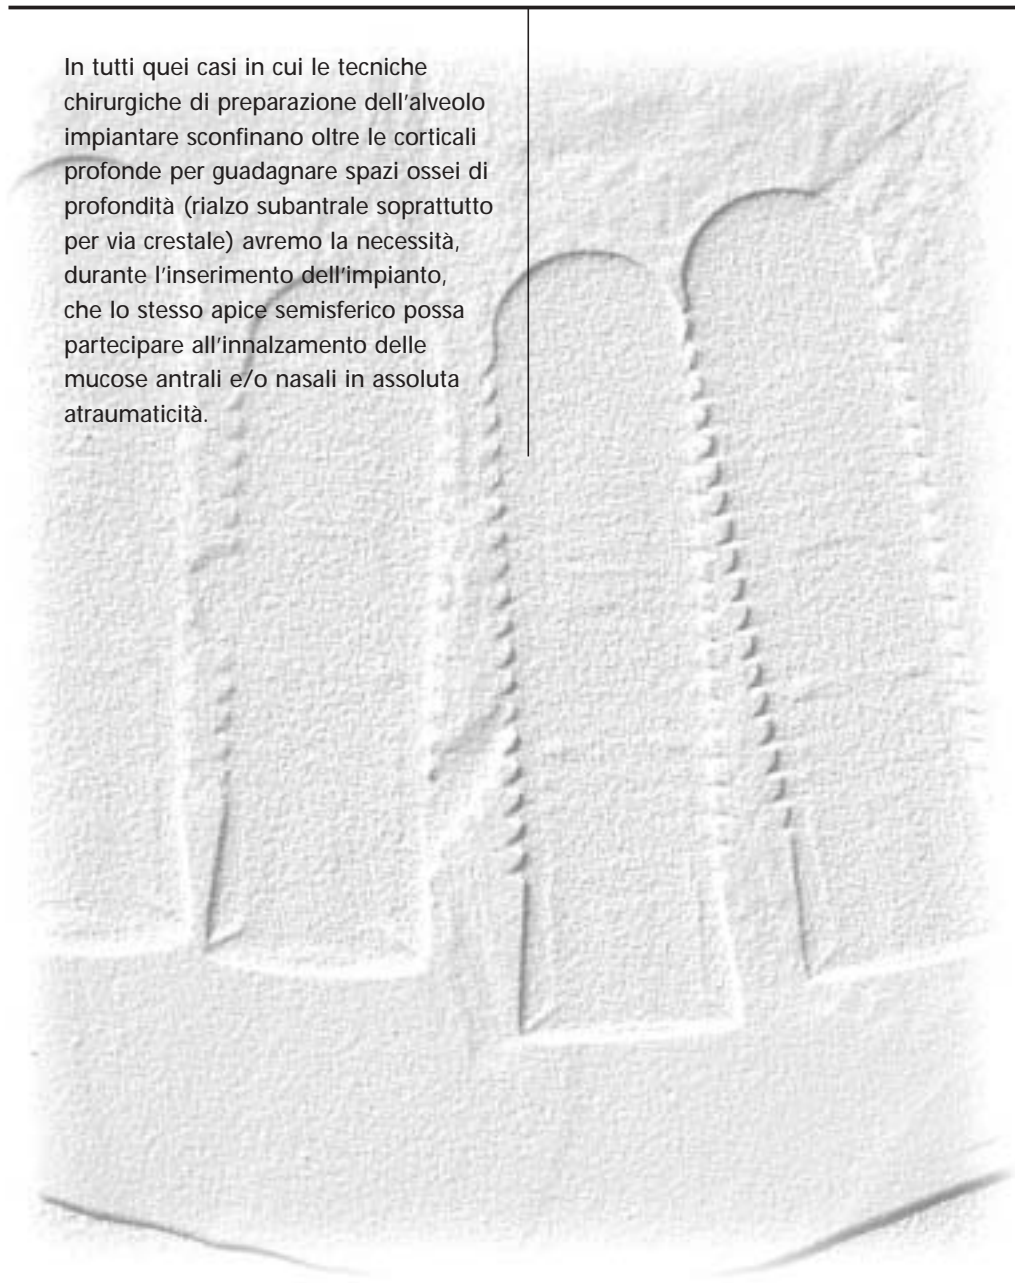 In tutti quei casi in cui le tecniche
chirurgiche di preparazione dell'alveolo
impiantare sconfinano oltre le corticali
profonde per guadagnare spazi ossei di
profondità (rialzo subantrale soprattutto
per via crestale) avremo la necessità,
durante l'inserimento dell'impianto,
che lo stesso apice semisferico possa
partecipare all'innalzamento delle
mucose antrali e/o nasali in assoluta
atraumaticità.